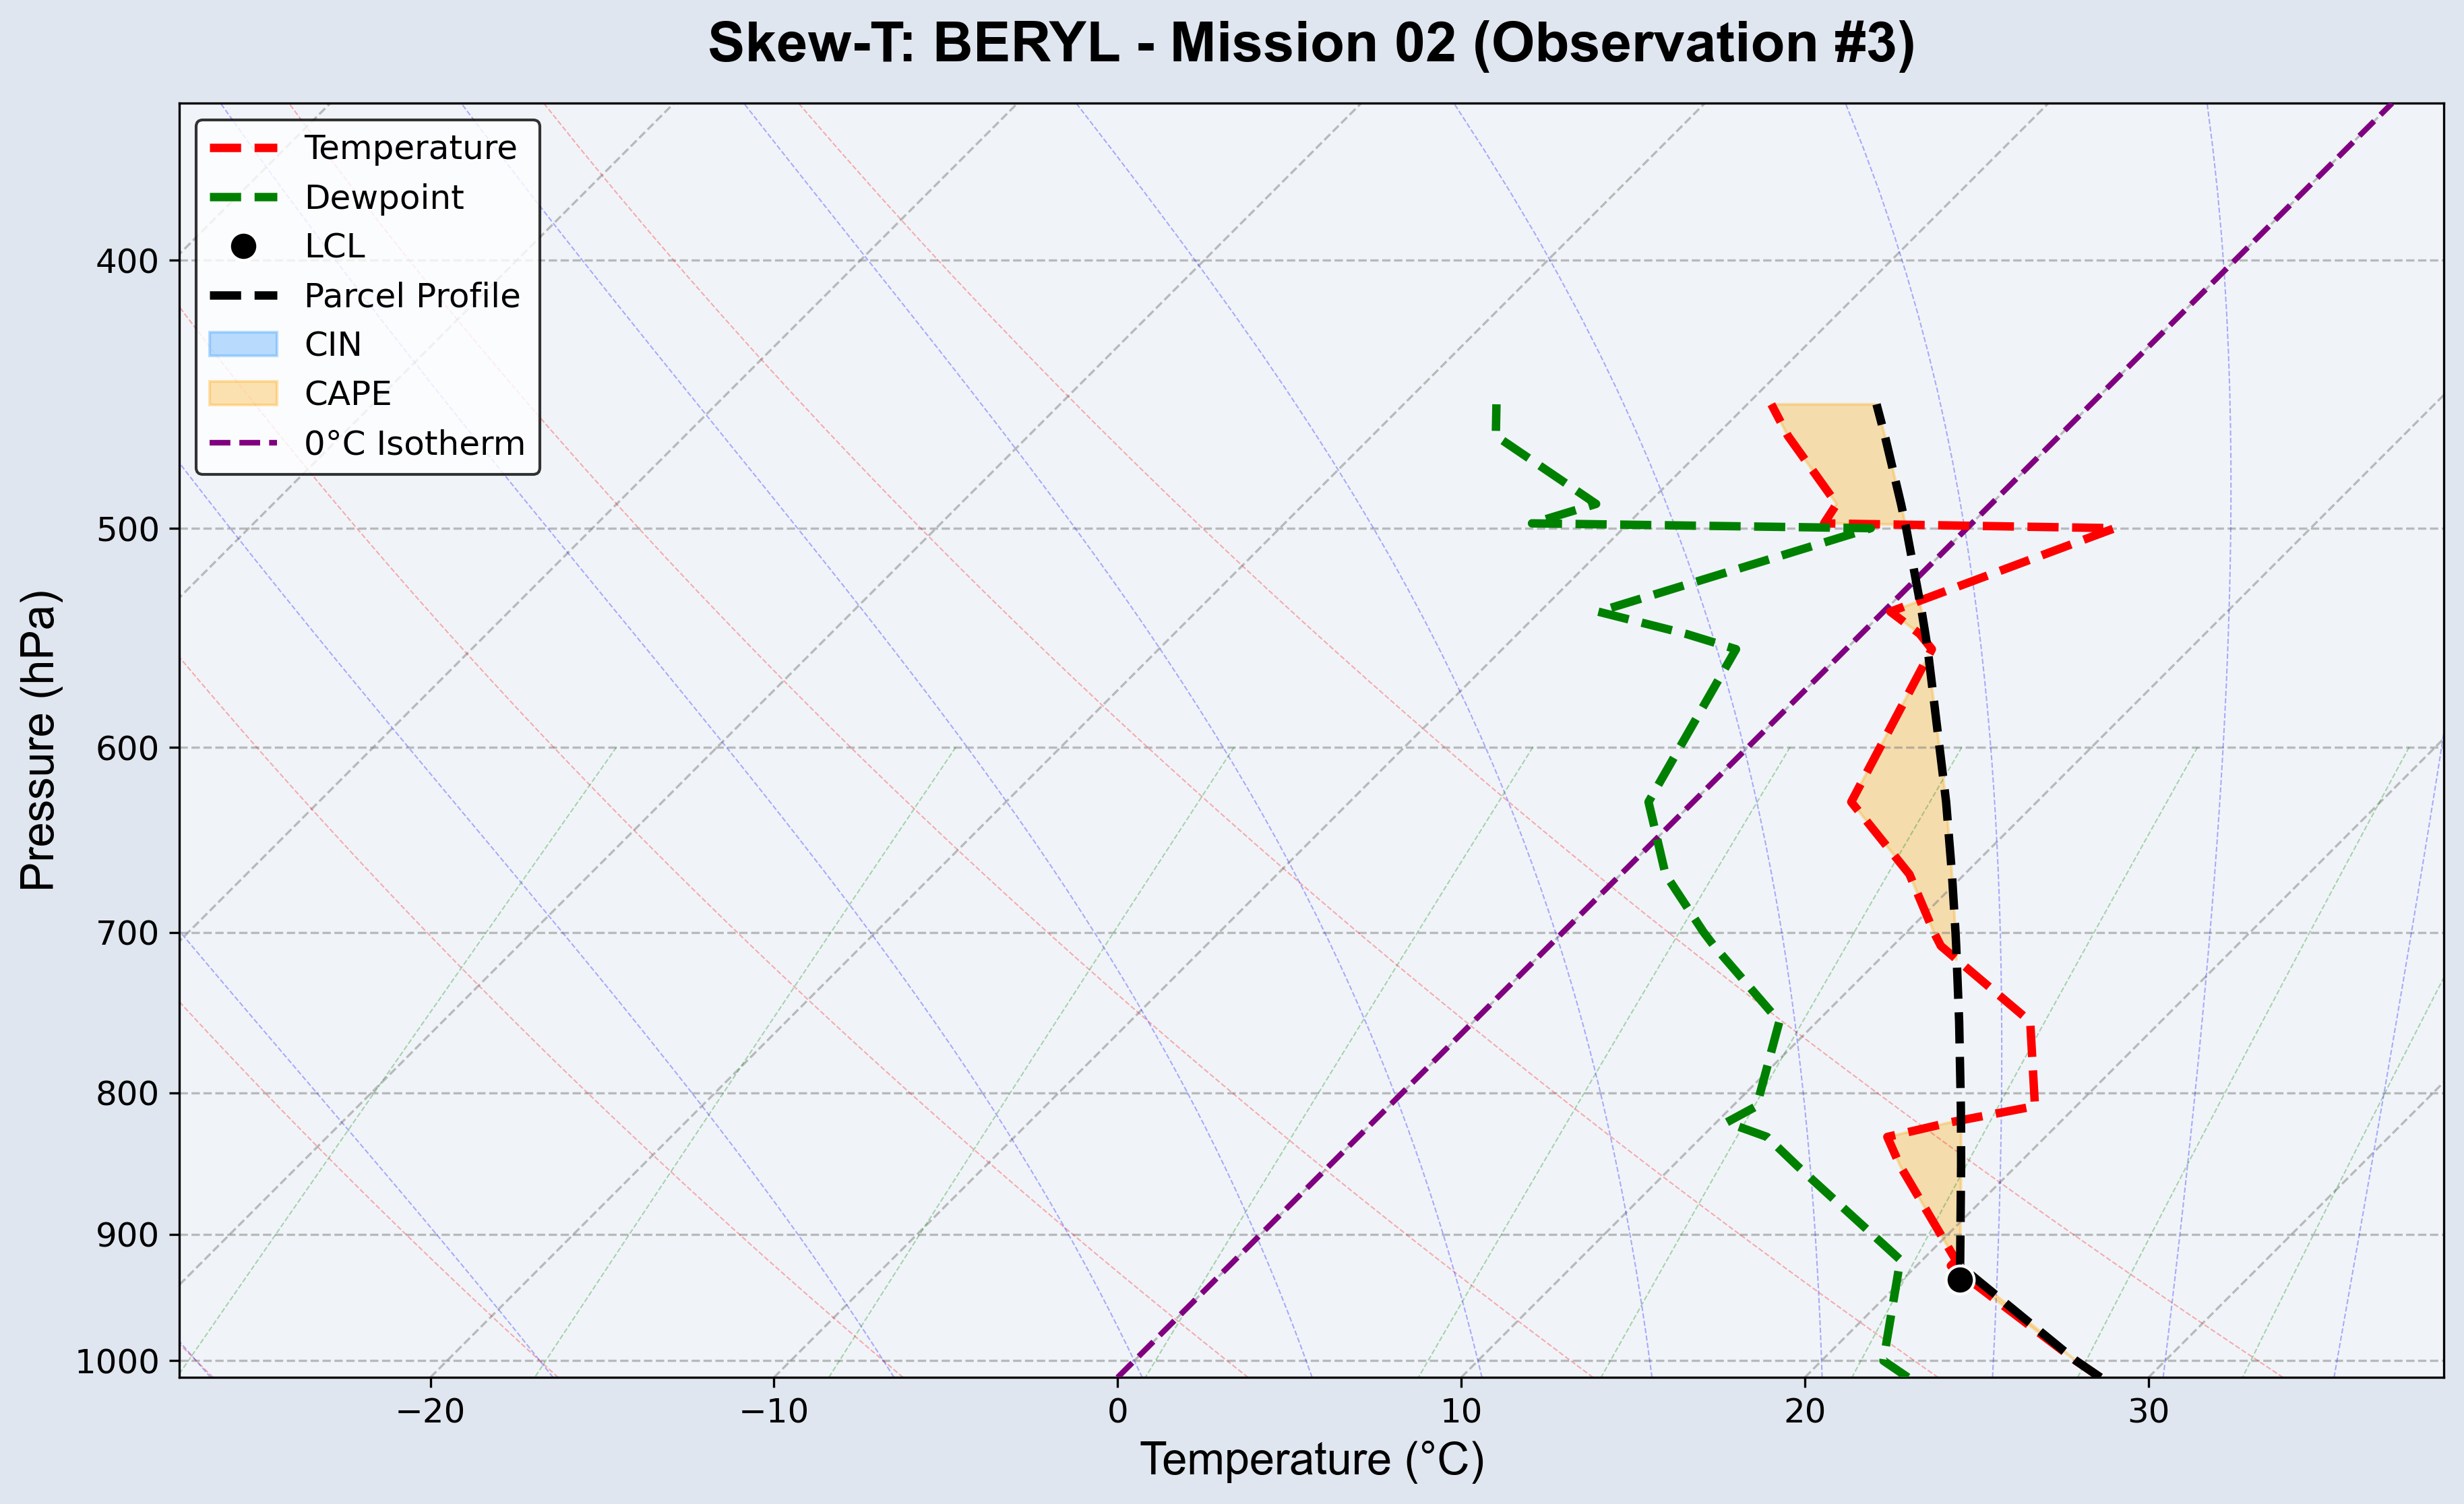 Skew-T: BERYL - Mission 02 (Observation #3)
Temperature
Dewpoint
LCL
Parcel Profile
CIN
CAPE
0°C Isotherm
400
500
600
700
800
900
1000
Pressure (hPa)
−20 −10 0 10 20 30
Temperature (°C)